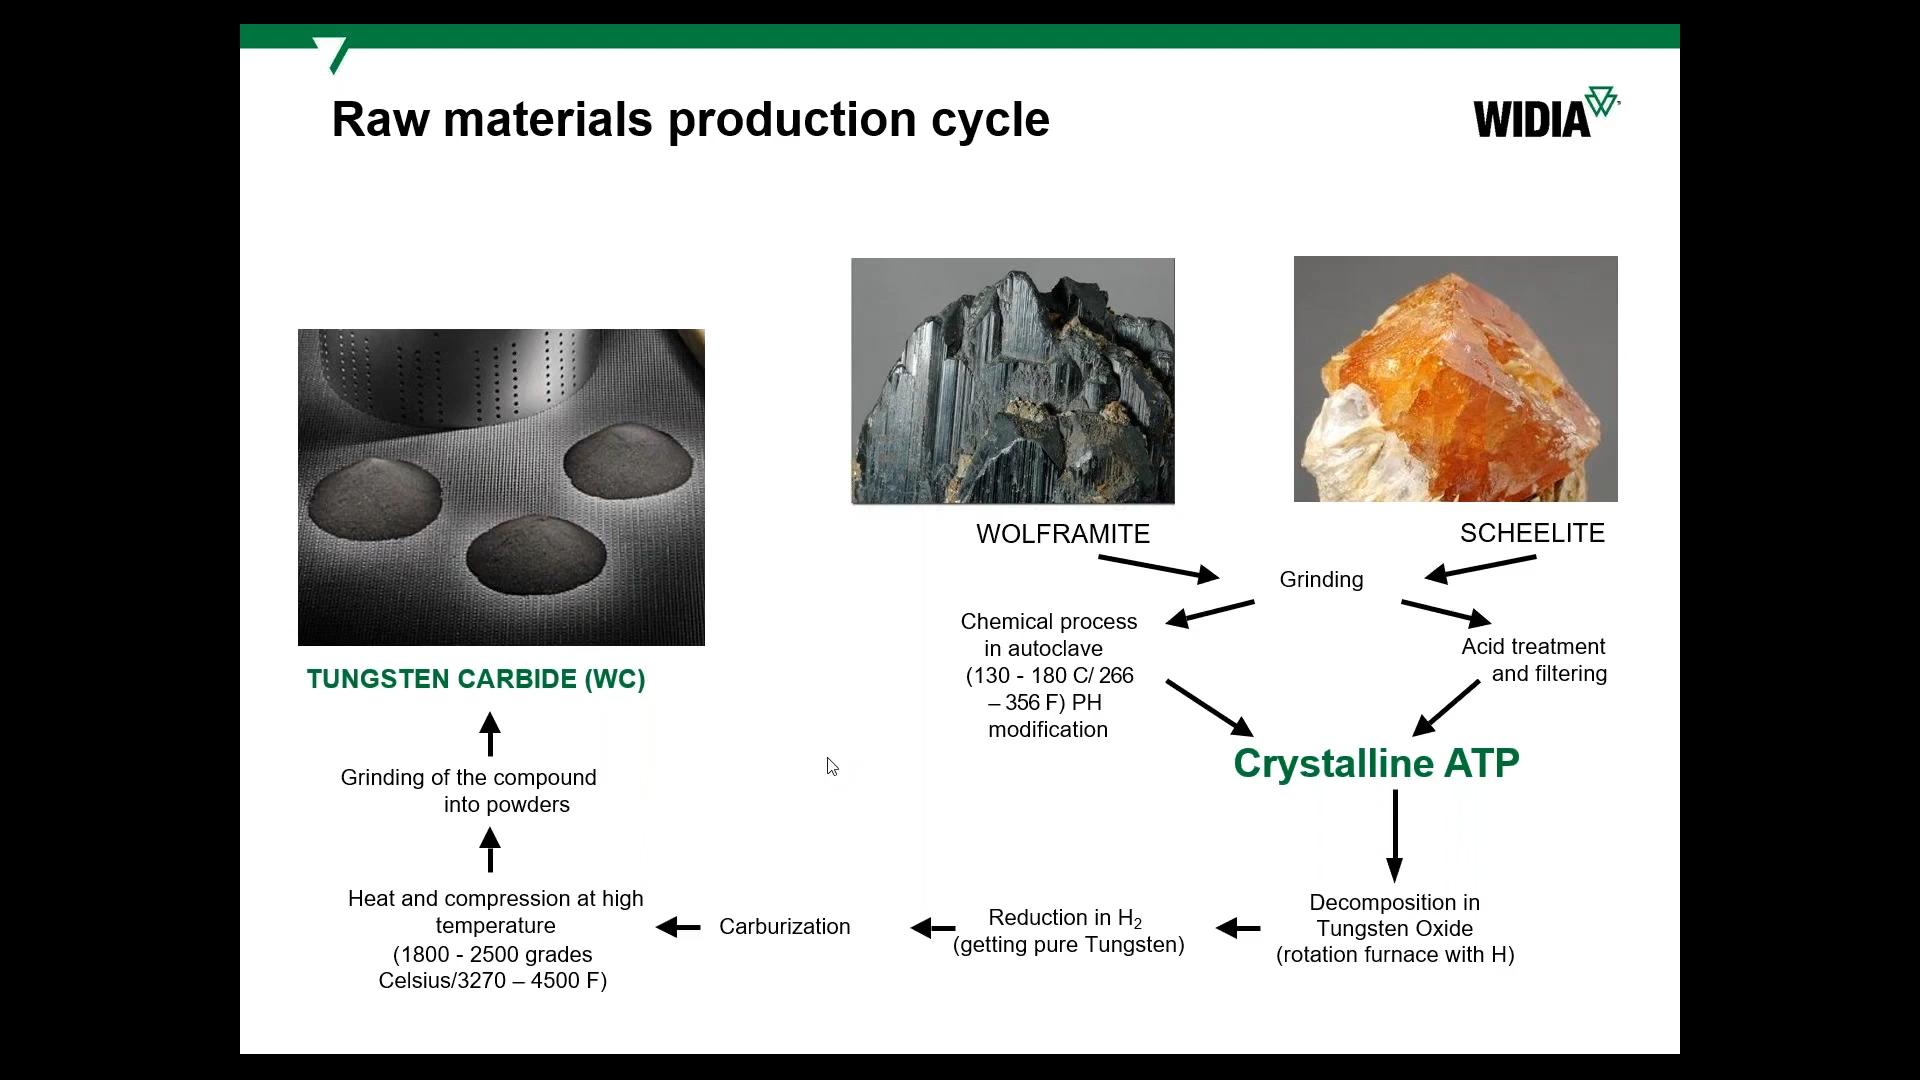 Raw materials production cycle
WIDIA
WOLFRAMITE
SCHEELITE
Grinding
Chemical process
in autoclave
(130 - 180 C/ 266
– 356 F) PH
modification
Acid treatment
and filtering
Crystalline ATP
Decomposition in
Tungsten Oxide
(rotation furnace with H)
Reduction in H₂
(getting pure Tungsten)
Carburization
Heat and compression at high
temperature
(1800 - 2500 grades
Celsius/3270 – 4500 F)
Grinding of the compound
into powders
TUNGSTEN CARBIDE (WC)